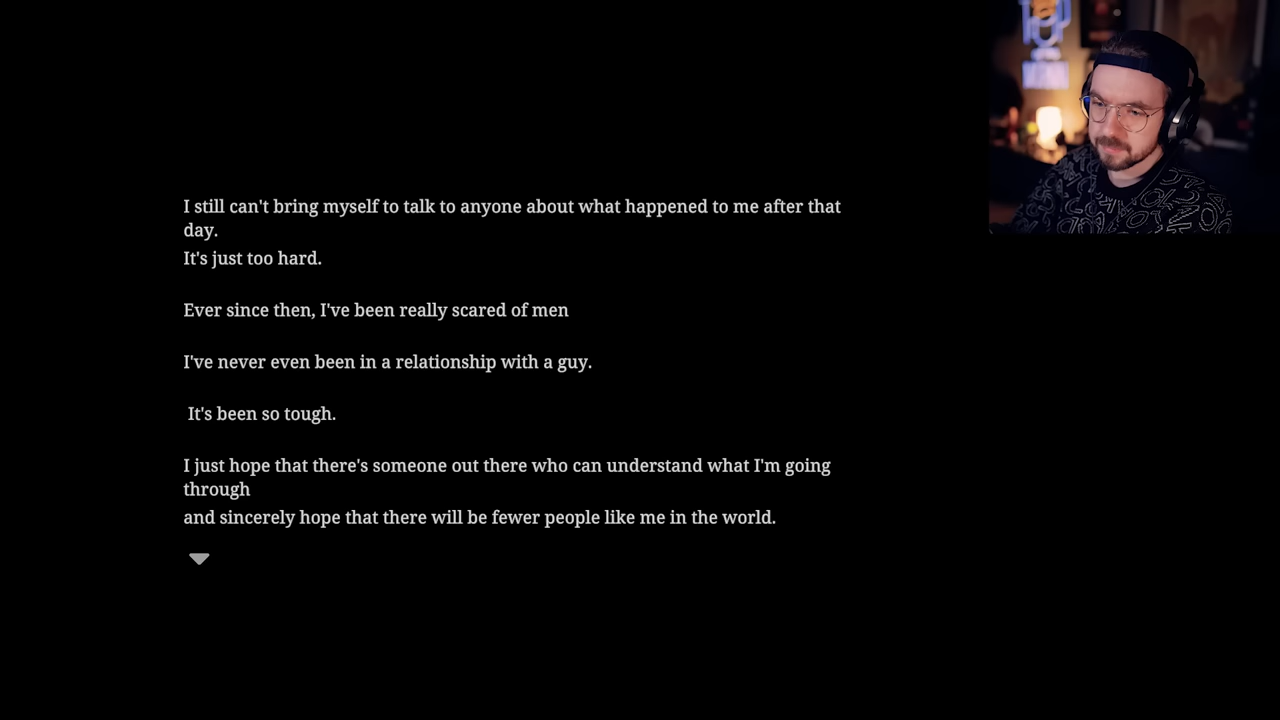 I still can't bring myself to talk to anyone about what happened to me after that
day.
It's just too hard.
Ever since then, I've been really scared of men
I've never even been in a relationship with a guy.
It's been so tough.
I just hope that there's someone out there who can understand what I'm going
through
and sincerely hope that there will be fewer people like me in the world.